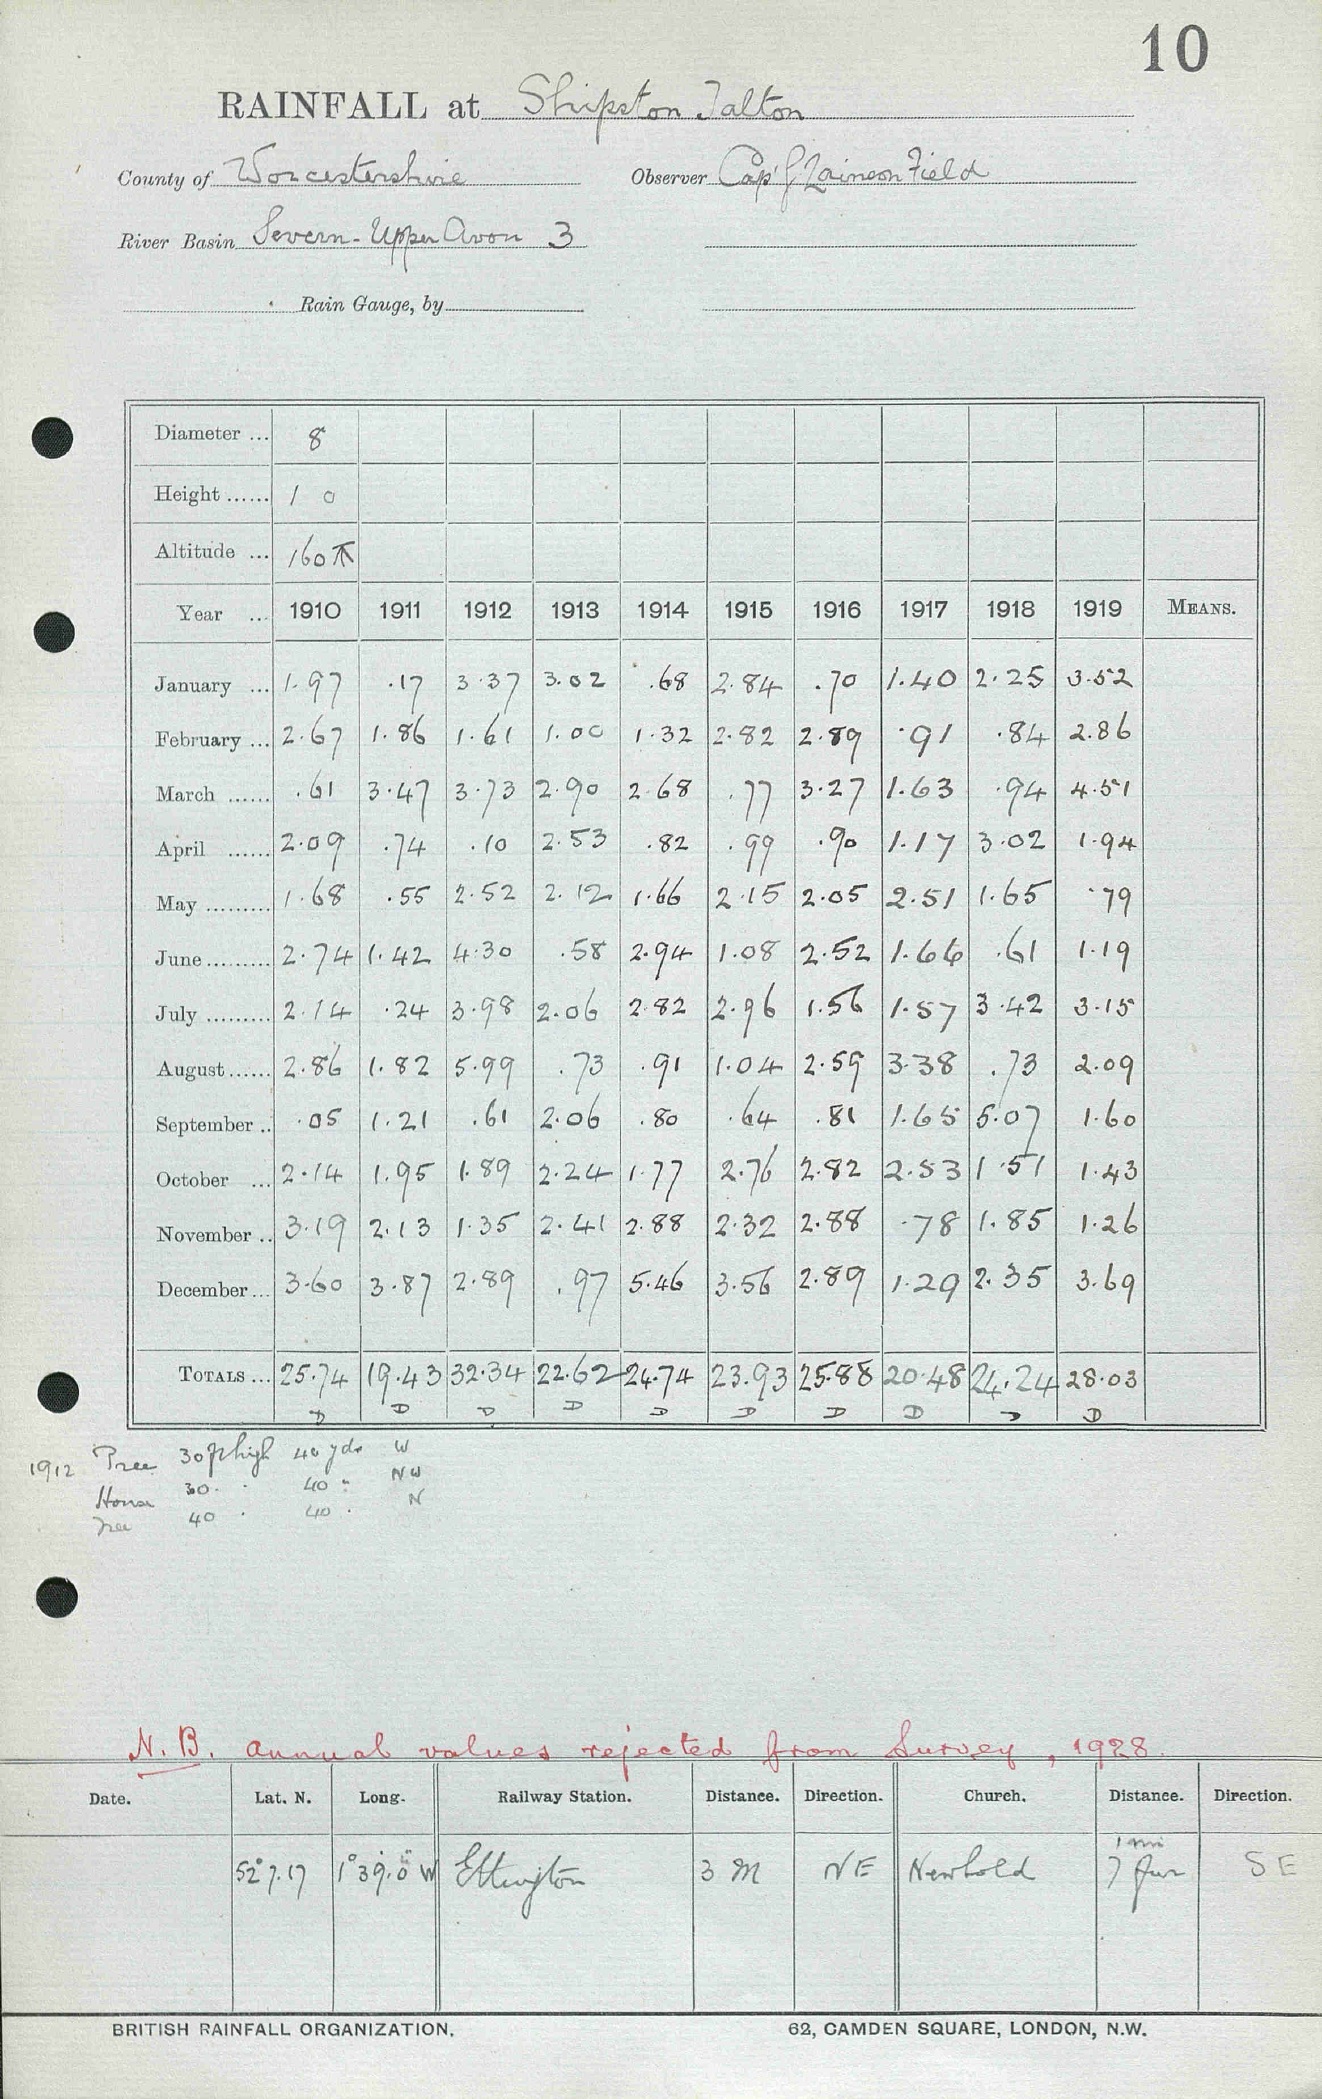 10
RAINFALL at Shipston Talton
County of Worcestershire Observer Cap Field
River Basin Severn - Upper Avon 3
Rain Gauge, by
Diameter ... 8
Height ...... 1 0
Altitude ... 160
Year ... 1910 1911 1912 1913 1914 1915 1916 1917 1918 1919 MEANS.
January ... 1.97 .17 3.37 3.02 .68 2.84 .70 1.40 2.25 3.52
February ... 2.67 1.86 1.61 1.00 1.32 2.82 2.89 .91 .84 2.86
March ...... .61 3.47 3.73 2.90 2.68 .77 3.27 1.63 .94 4.51
April ...... 2.09 .74 .10 2.53 .82 .99 .90 1.17 3.02 1.94
May ......... 1.68 .55 2.52 2.12 1.66 2.15 2.05 2.51 1.65 .79
June ......... 2.74 1.42 4.30 .58 2.94 1.08 2.52 1.66 .61 1.19
July ......... 2.14 .24 3.98 2.06 2.82 2.96 1.56 1.57 3.42 3.15
August ...... 2.86 1.82 5.99 .73 .91 1.04 2.59 3.38 .73 2.09
September .. .05 1.21 .61 2.06 .80 .64 .81 1.65 5.07 1.60
October ... 2.14 1.95 1.89 2.24 1.77 2.76 2.82 2.53 1.51 1.43
November .. 3.19 2.13 1.35 2.41 2.88 2.32 2.88 .78 1.85 1.26
December ... 3.60 3.87 2.89 .97 5.46 3.56 2.89 1.29 2.35 3.69
TOTALS ... 25.74 19.43 32.34 22.62 24.74 23.93 25.88 20.48 24.24 28.03
D D D D D D D D D D
1912 Tree 30 ft high 40 yds W
House 30 " 40 " NW
Tree 40 " 40 " N
N.B. annual values rejected from Survey, 1928.
Date. Lat. N. Long. Railway Station. Distance. Direction. Church. Distance. Direction.
1 mi
52° 7.17 1° 39.0 W Ettington 3 M NE Newbold 7 fur SE
BRITISH RAINFALL ORGANIZATION. 62, CAMDEN SQUARE, LONDON, N.W.